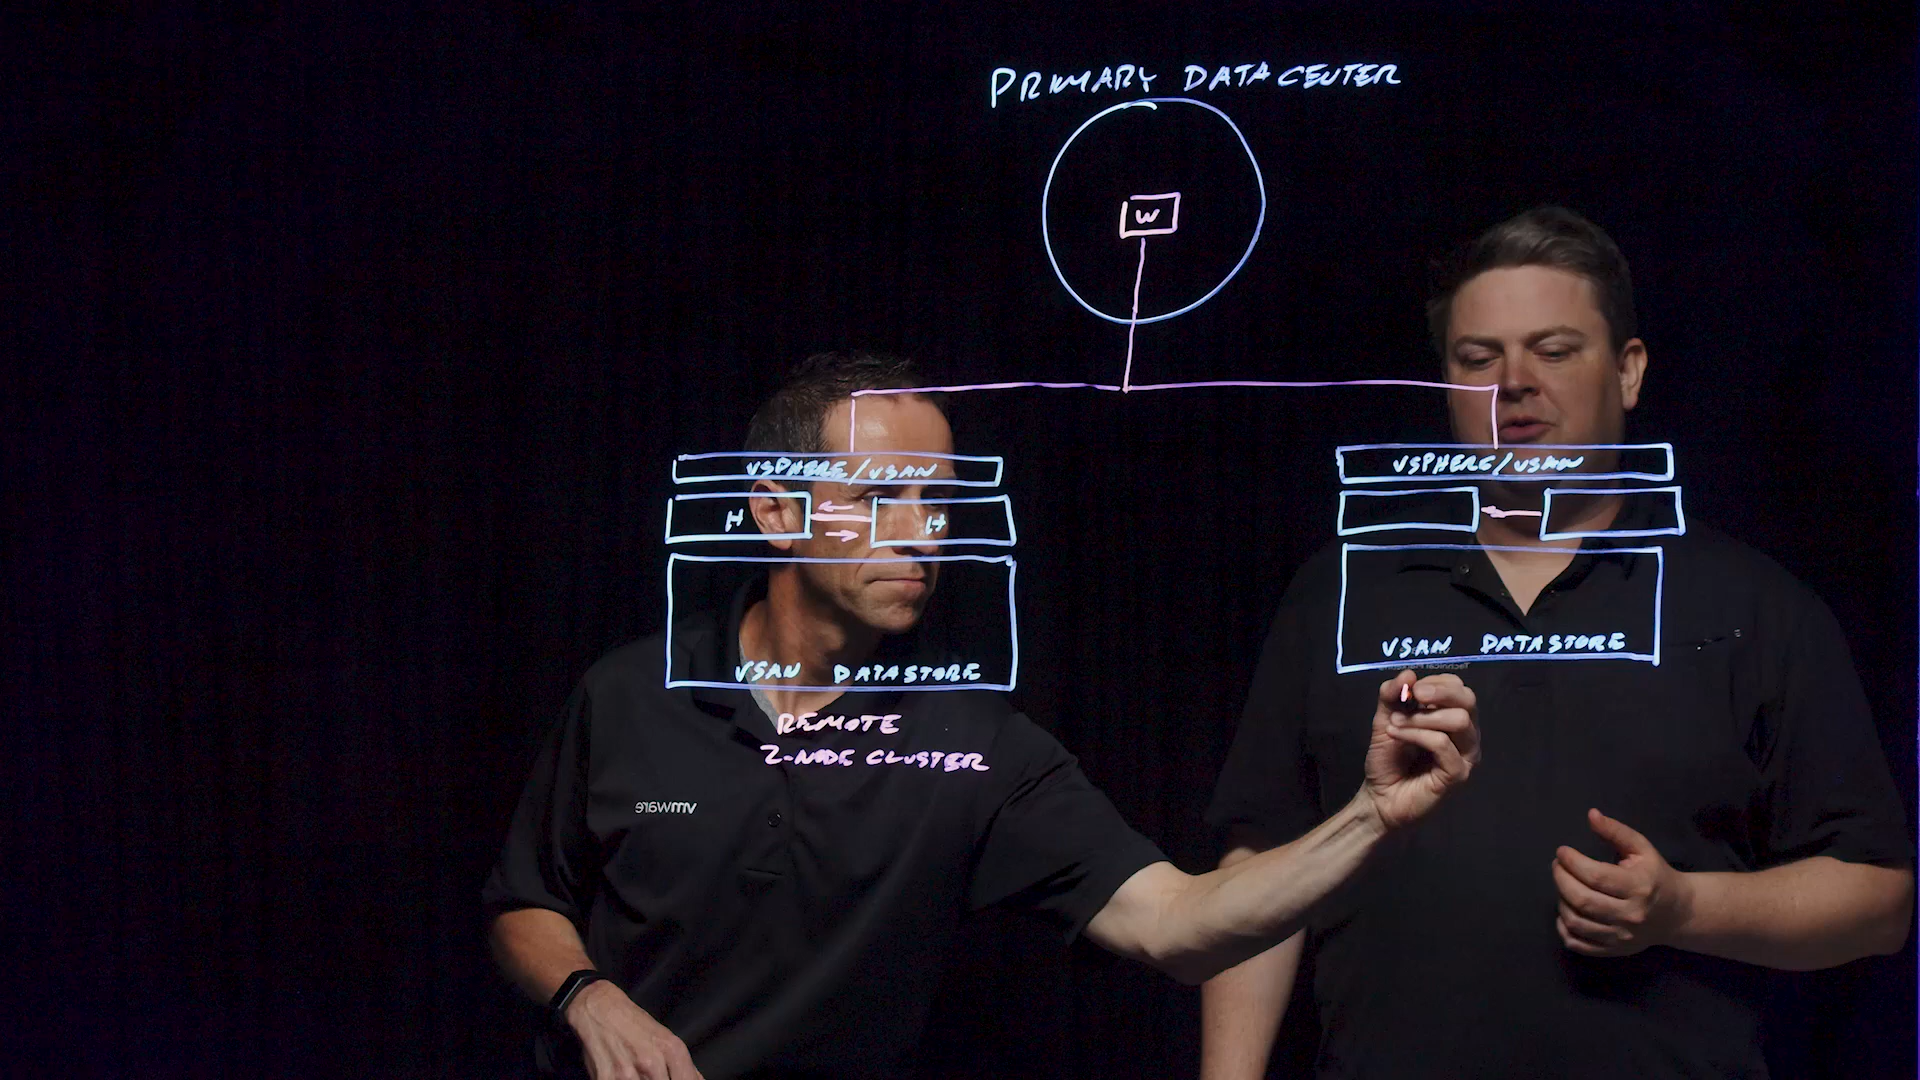 PRIMARY DATACENTER
W
VSPHERE/VSAN
H H
VSAN DATASTORE
REMOTE
2-NODE CLUSTER
vmware
VSPHERE/VSAN
VSAN DATASTORE